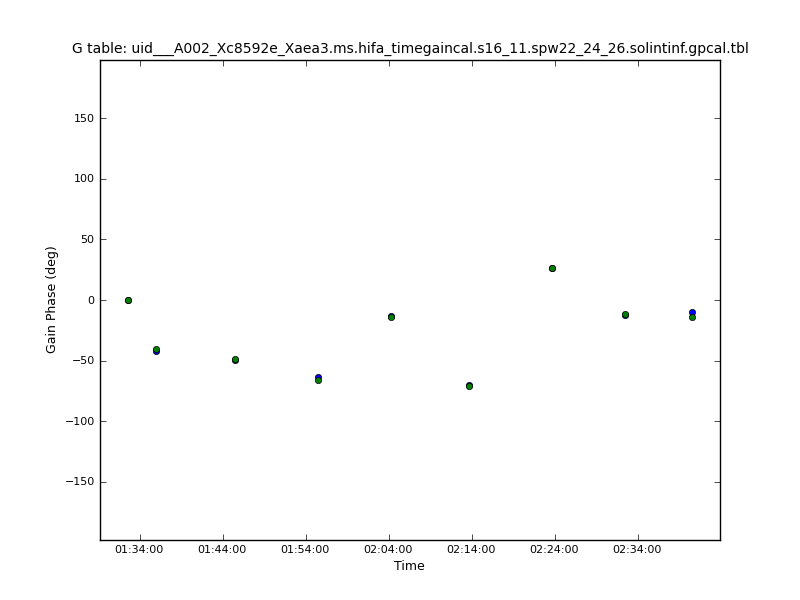 G table: uid___A002_Xc8592e_Xaea3.ms.hifa_timegaincal.s16_11.spw22_24_26.solintinf.gpcal.tbl
150
100
50
0
−50
−100
−150
Gain Phase (deg)
01:34:00 01:44:00 01:54:00 02:04:00 02:14:00 02:24:00 02:34:00
Time